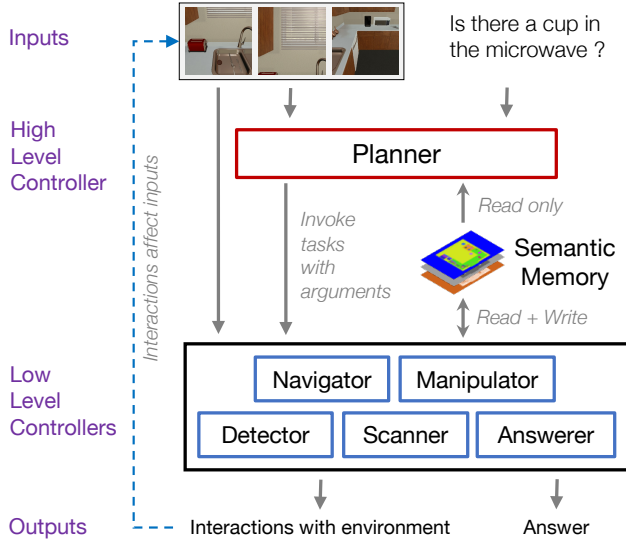 Inputs
Is there a cup in
the microwave ?
High
Level
Controller
Planner
Interactions affect inputs
Invoke
tasks
with
arguments
Read only
Semantic
Memory
Read + Write
Low
Level
Controllers
Navigator
Manipulator
Detector
Scanner
Answerer
Outputs
Interactions with environment
Answer